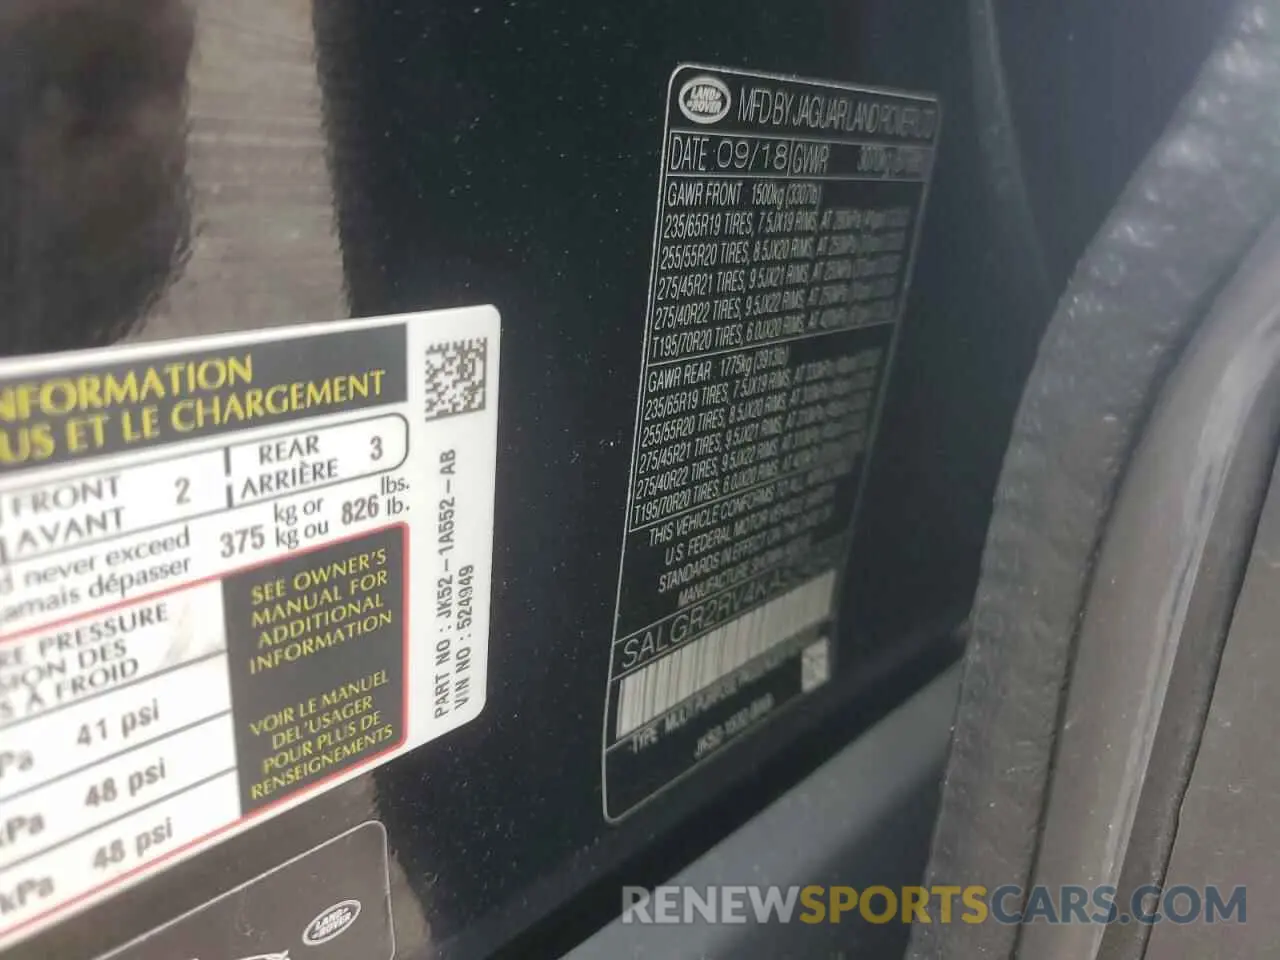 NFORMATION
US ET LE CHARGEMENT
FRONT 2 REAR 3
AVANT ARRIÈRE
never exceed 375 kg or 826 lbs.
amais dépasser kg ou lb.
E PRESSURE
SION DES
S À FROID
Pa 41 psi
kPa 48 psi
kPa 48 psi
SEE OWNER'S
MANUAL FOR
ADDITIONAL
INFORMATION
VOIR LE MANUEL
DEL'USAGER
POUR PLUS DE
RENSEIGNEMENTS
PART NO : JK52-1A552-AB
VIN NO : 524949
LAND ROVER
LAND ROVER MFD BY JAGUAR LAND ROVER LTD
DATE: 09/18 GVWR
GAWR FRONT : 1500kg (3307lb)
235/65R19 TIRES, 7.5JX19 RIMS, AT
255/55R20 TIRES, 8.5JX20 RIMS, AT
275/45R21 TIRES, 9.5JX21 RIMS, AT
275/40R22 TIRES, 9.5JX22 RIMS, AT
T195/70R20 TIRES, 6.0JX20 RIMS, AT
GAWR REAR : 1775kg (3913lb)
235/65R19 TIRES, 7.5JX19 RIMS, AT
255/55R20 TIRES, 8.5JX20 RIMS, AT
275/45R21 TIRES, 9.5JX21 RIMS, AT
275/40R22 TIRES, 9.5JX22 RIMS, AT
T195/70R20 TIRES, 6.0JX20 RIMS, AT
THIS VEHICLE CONFORMS TO ALL
U.S. FEDERAL MOTOR VEHICLE
STANDARDS IN EFFECT ON THE
MANUFACTURE SHOWN
SALGR2RV4KA
TYPE MULTIPURPOSE
RENEWSPORTSCARS.COM